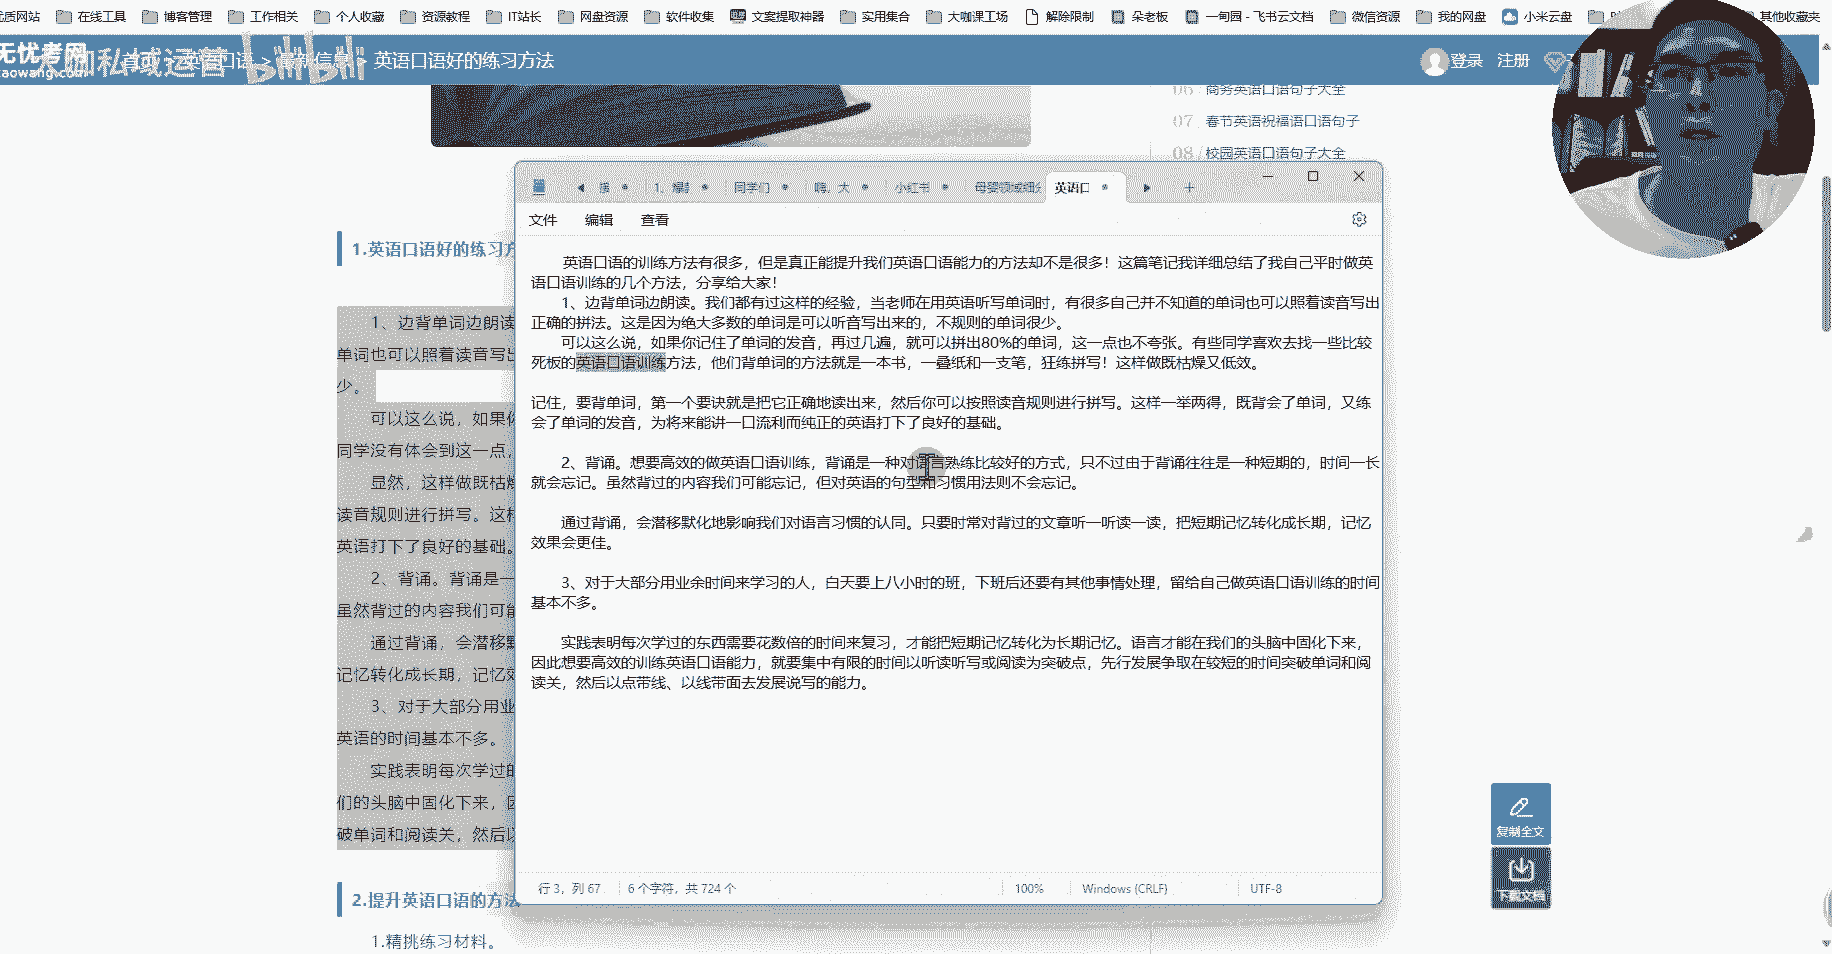 优质网站 在线工具 博客管理 工作相关 个人收藏 资源教程 IT站长 网盘资源 软件收集 文案提取神器 实用集合 大咖课工场 解除限制 朵老板 一甸园 - 飞书云文档 微信资源 我的网盘 小米云盘 其他收藏夹
无忧考网
大咖私域运营 bilibili
> 英语口语好的练习方法
登录 注册
06 / 商务英语口语句子大全
07 / 春节英语祝福语口语句子
08 / 校园英语口语句子大全
1、爆 同学们 嗨,大 小红书 母婴领域细分 英语口
文件 编辑 查看
英语口语的训练方法有很多,但是真正能提升我们英语口语能力的方法却不是很多!这篇笔记我详细总结了我自己平时做英
语口语训练的几个方法,分享给大家!
1、边背单词边朗读。我们都有过这样的经验,当老师在用英语听写单词时,有很多自己并不知道的单词也可以照着读音写出
正确的拼法。这是因为绝大多数的单词是可以听音写出来的,不规则的单词很少。
可以这么说,如果你记住了单词的发音,再过几遍,就可以拼出80%的单词,这一点也不夸张。有些同学喜欢去找一些比较
死板的英语口语训练方法,他们背单词的方法就是一本书,一叠纸和一支笔,狂练拼写!这样做既枯燥又低效。
记住,要背单词,第一个要诀就是把它正确地读出来,然后你可以按照读音规则进行拼写。这样一举两得,既背会了单词,又练
会了单词的发音,为将来能讲一口流利而纯正的英语打下了良好的基础。
2、背诵。想要高效的做英语口语训练,背诵是一种对语言熟练比较好的方式,只不过由于背诵往往是一种短期的,时间一长
就会忘记。虽然背过的内容我们可能忘记,但对英语的句型和习惯用法则不会忘记。
通过背诵,会潜移默化地影响我们对语言习惯的认同。只要时常对背过的文章听一听读一读,把短期记忆转化成长期,记忆
效果会更佳。
3、对于大部分用业余时间来学习的人,白天要上八小时的班,下班后还要有其他事情处理,留给自己做英语口语训练的时间
基本不多。
实践表明每次学过的东西需要花数倍的时间来复习,才能把短期记忆转化为长期记忆。语言才能在我们的头脑中固化下来,
因此想要高效的训练英语口语能力,就要集中有限的时间以听读听写或阅读为突破点,先行发展争取在较短的时间突破单词和阅
读关,然后以点带线、以线带面去发展说写的能力。
行 3,列 67 6 个字符,共 724 个 100% Windows (CRLF) UTF-8
1.英语口语好的练习方
1、边背单词边朗读
单词也可以照着读音写出
少。
可以这么说,如果你
同学没有体会到这一点,
显然,这样做既枯燥
读音规则进行拼写。这样
英语打下了良好的基础。
2、背诵。背诵是一
虽然背过的内容我们可能
通过背诵,会潜移默
记忆转化成长期,记忆效
3、对于大部分用业
英语的时间基本不多。
实践表明每次学过的
们的头脑中固化下来,因
破单词和阅读关,然后以
2.提升英语口语的方法
1.精挑练习材料。
复制全文
下载文档